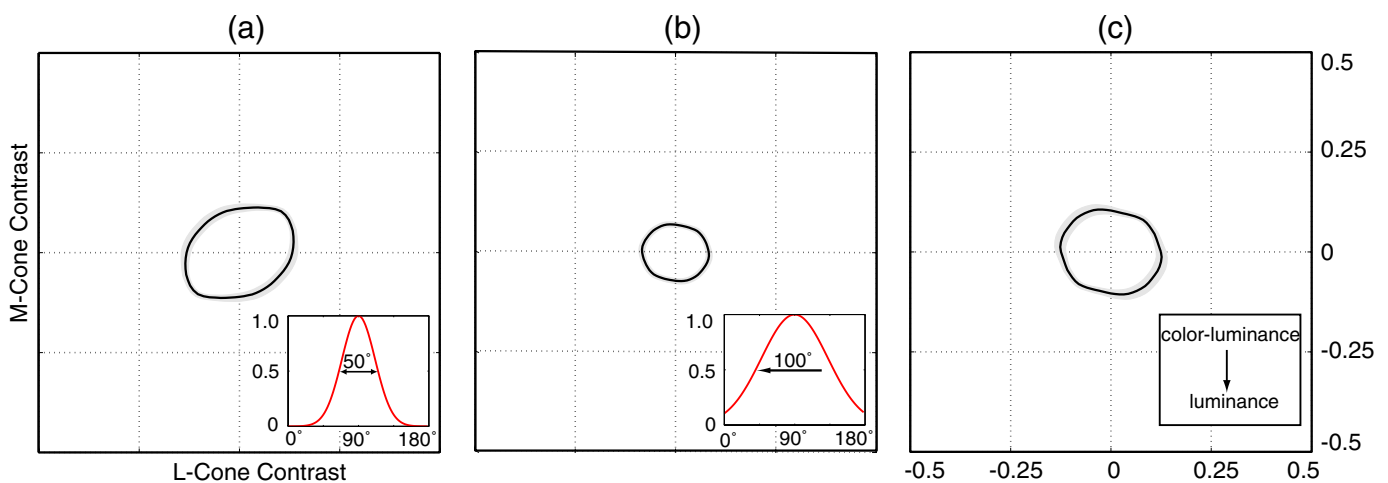 (a)
(b)
(c)
M-Cone Contrast
1.0
0.5
0
50°
0° 90° 180°
L-Cone Contrast
1.0
0.5
0
100°
0° 90° 180°
0.5
0.25
0
-0.25
-0.5
color-luminance
luminance
-0.5 -0.25 0 0.25 0.5